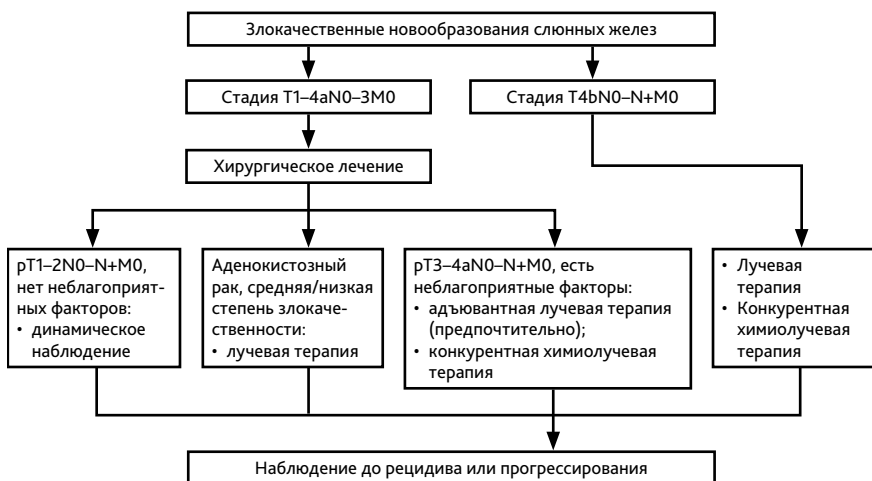 Злокачественные новообразования слюнных желез
Стадия T1–4aN0–3M0
Стадия T4bN0–N+M0
Хирургическое лечение
pT1–2N0–N+M0,
нет неблагоприят-
ных факторов:
• динамическое
наблюдение
Аденокистозный
рак, средняя/низкая
степень злокаче-
ственности:
• лучевая терапия
pT3–4aN0–N+M0, есть
неблагоприятные факторы:
• адъювантная лучевая терапия
(предпочтительно);
• конкурентная химиолучевая
терапия
• Лучевая
терапия
• Конкурентная
химиолучевая
терапия
Наблюдение до рецидива или прогрессирования